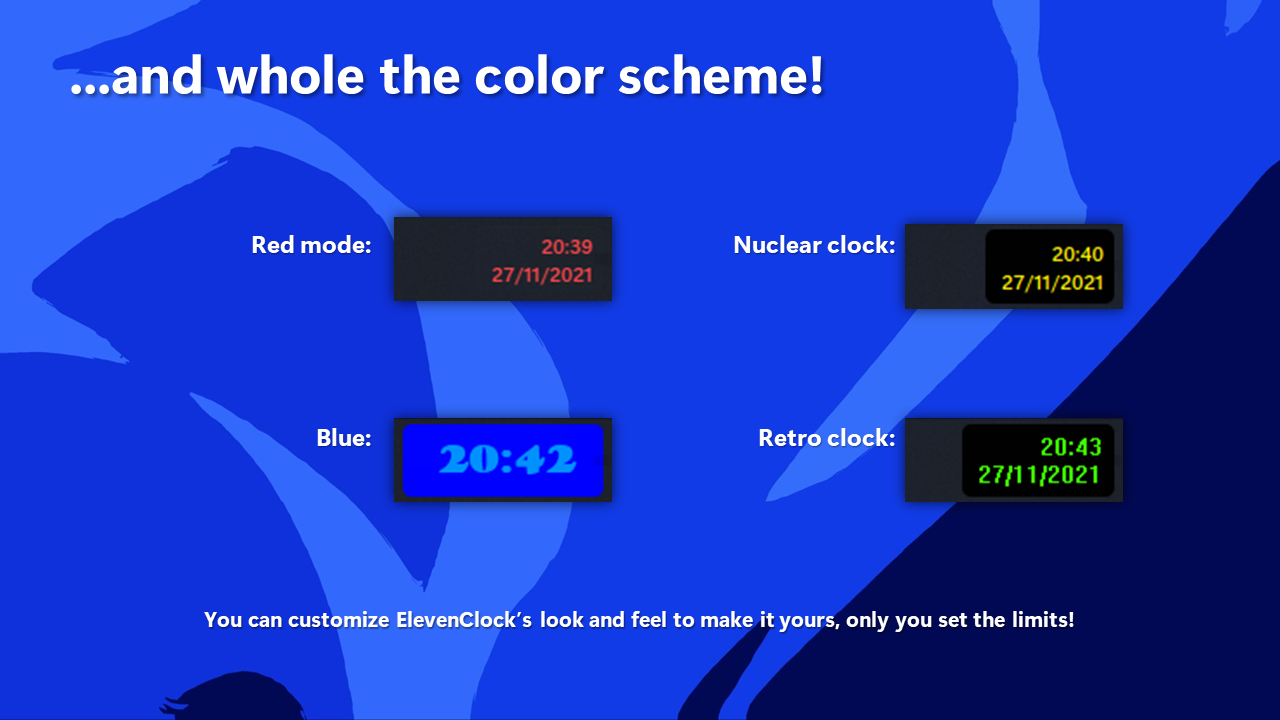 ...and whole the color scheme!
Red mode:
20:39
27/11/2021
Nuclear clock:
20:40
27/11/2021
Blue:
20:42
Retro clock:
20:43
27/11/2021
You can customize ElevenClock's look and feel to make it yours, only you set the limits!